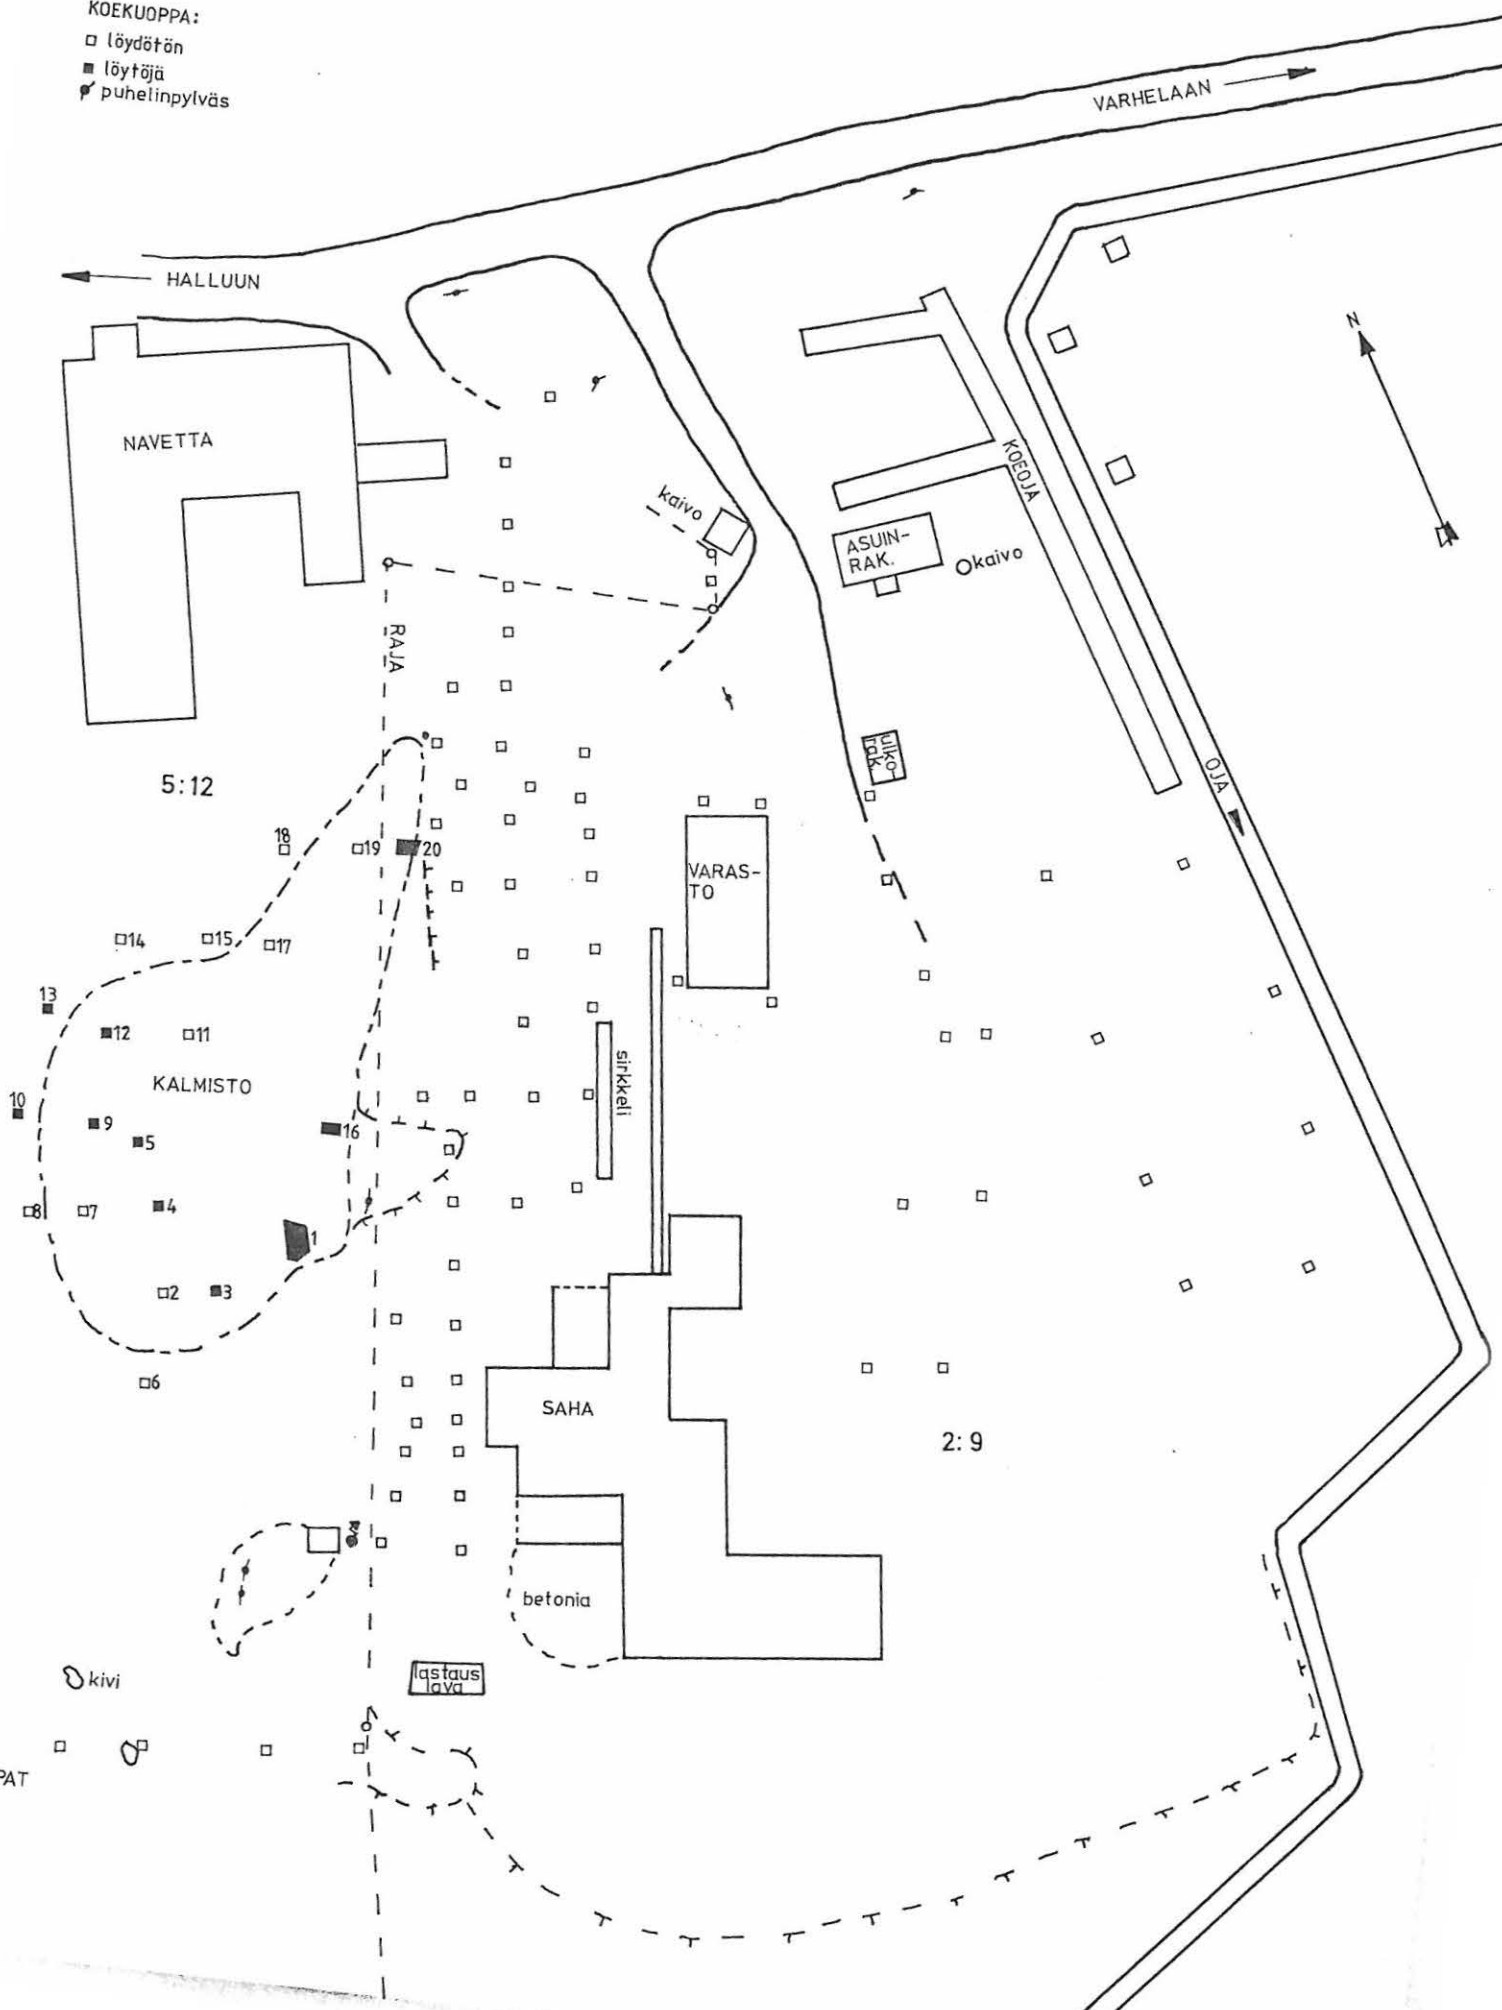 KOEKUOPPA:
löydötön
löytöjä
puhelinpylväs
VARHELAAN
HALLUUN
N
NAVETTA
KOEOJA
kaivo
ASUIN-
RAK.
kaivo
RAJA
ulko-
rak.
OJA
5:12
18
19
20
VARAS-
TO
14
15
17
13
12
11
sirkkeli
KALMISTO
10
9
16
5
8
7
4
1
2
3
6
SAHA
2:9
betonia
lastaus
lava
kivi
PAT